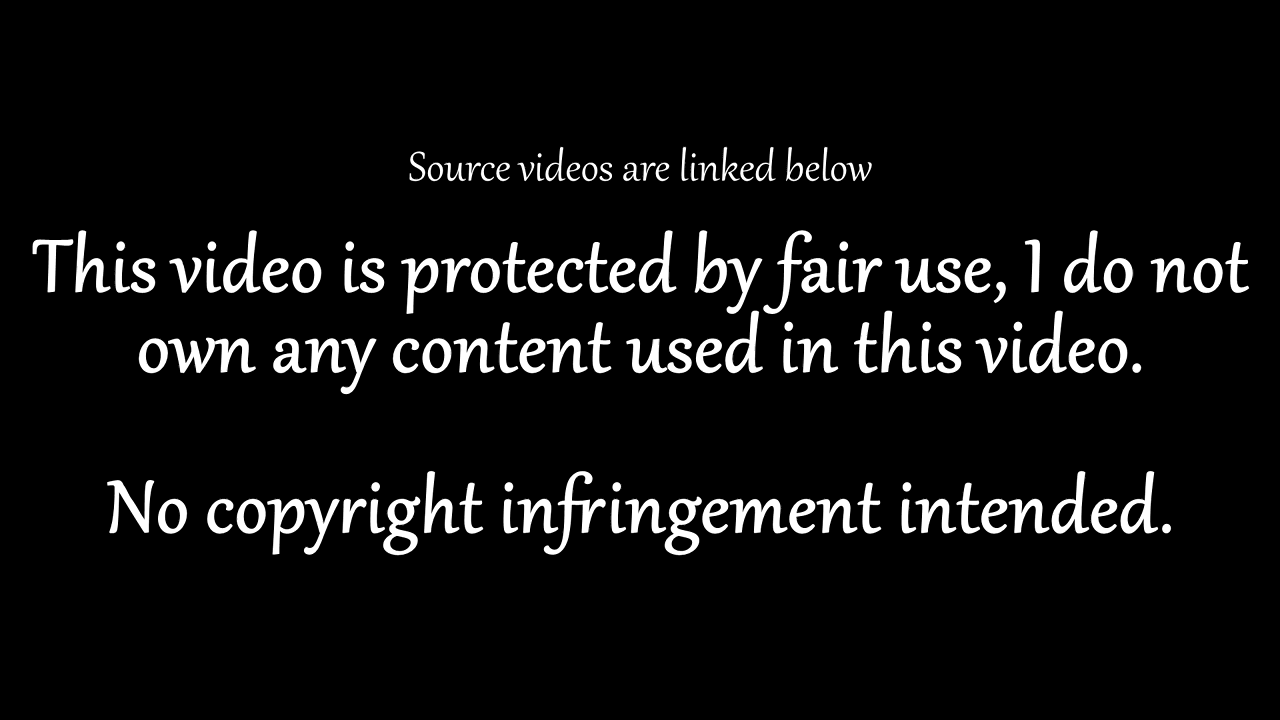 Source videos are linked below
This video is protected by fair use, I do not
own any content used in this video.
No copyright infringement intended.